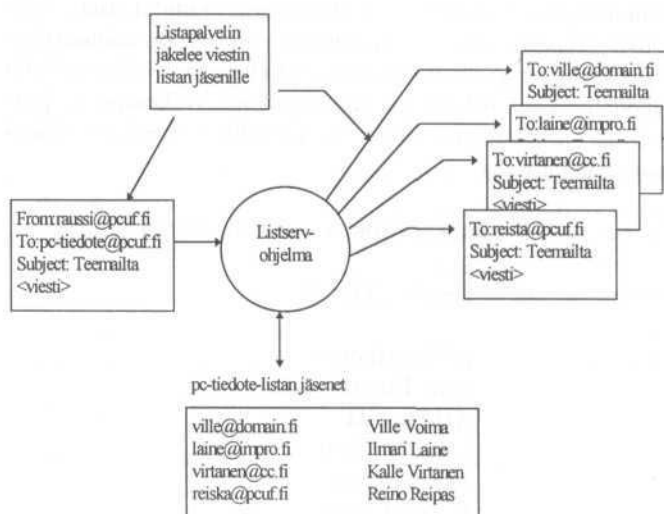 Listapalvelin
jakelee viestin
listan jäsenille
To:ville@domain.fi
Subject: Teemailta
To:laine@impro.fi
To:virtanen@cc.fi
Subject: Teemailta
<viesti>
To:reista@pcuf.fi
Subject: Teemailta
<viesti>
From:raussi@pcuf.fi
To:pc-tiedote@pcuf.fi
Subject: Teemailta
<viesti>
Listserv-
ohjelma
pc-tiedote-listan jäsenet
ville@domain.fi Ville Voima
laine@impro.fi Ilmari Laine
virtanen@cc.fi Kalle Virtanen
reiska@pcuf.fi Reino Reipas